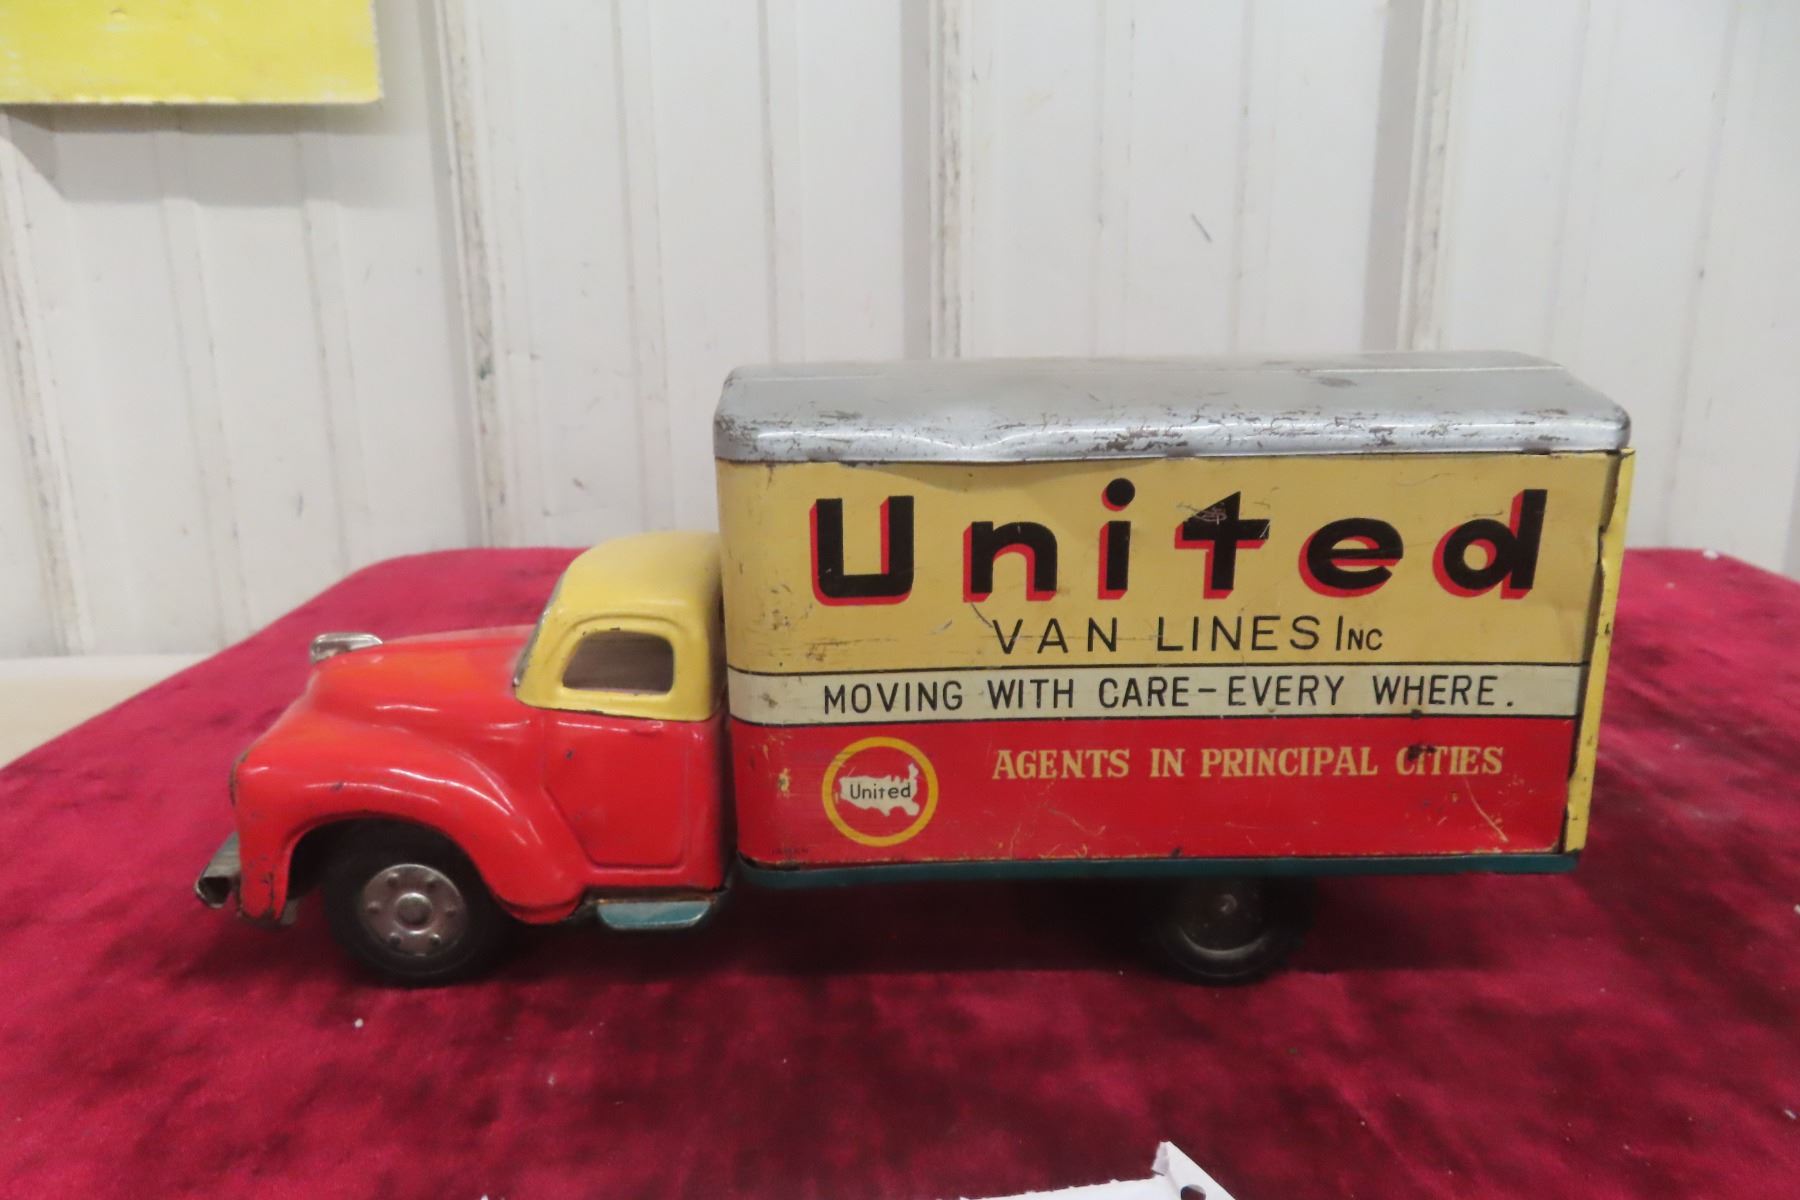 United
VAN LINES INC
MOVING WITH CARE-EVERY WHERE.
AGENTS IN PRINCIPAL CITIES
United